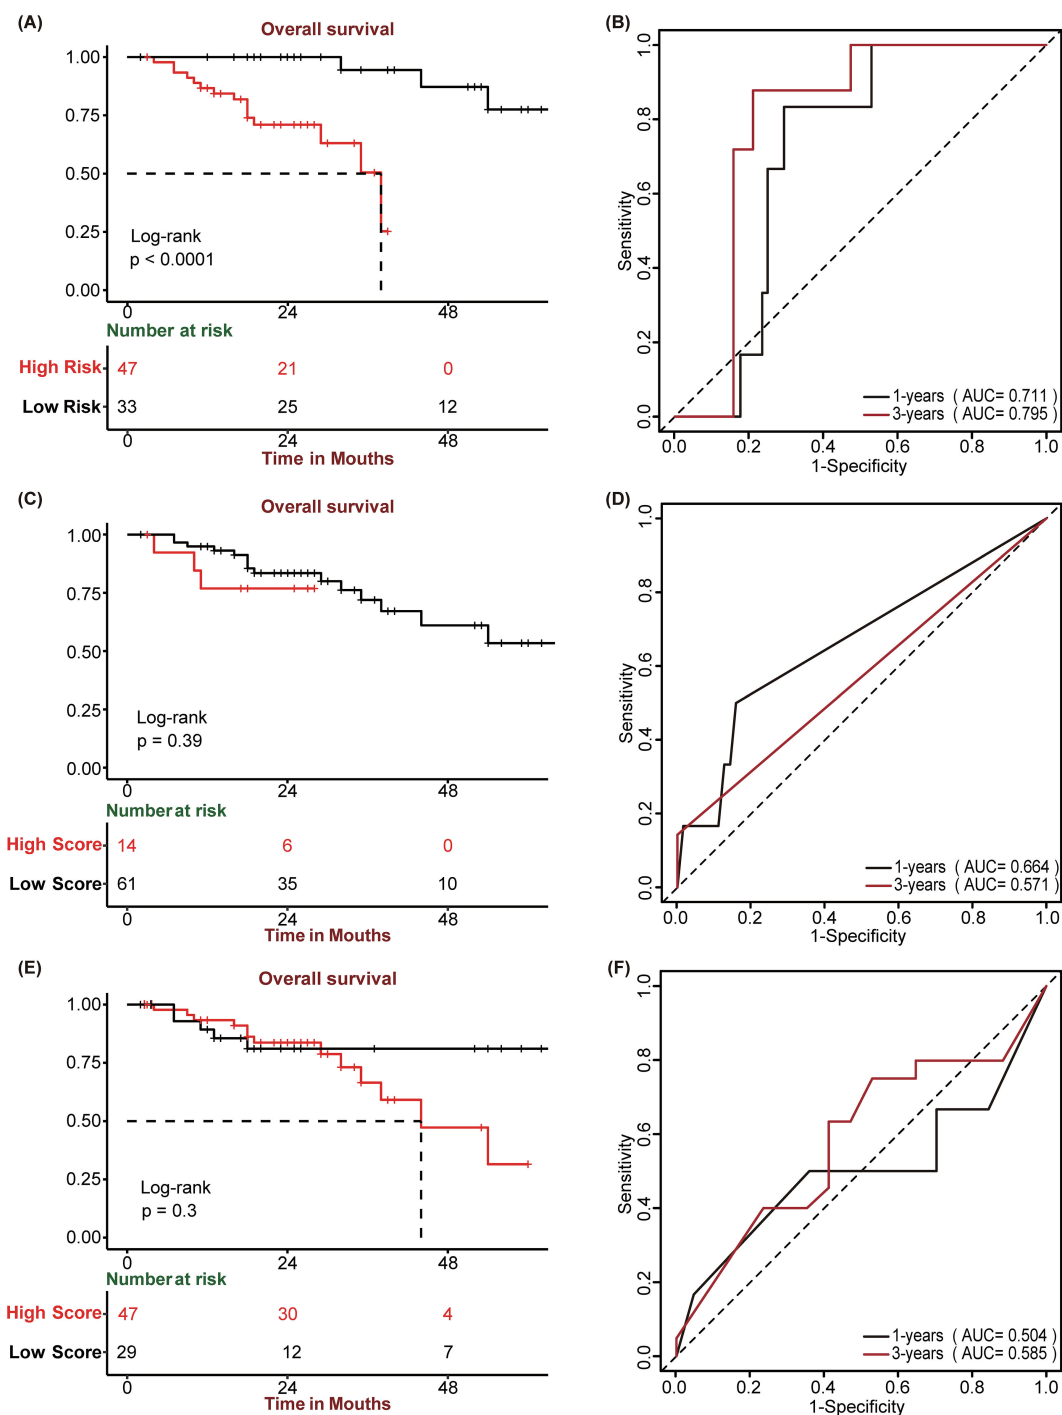 (A)
Overall survival
1.00
0.75
0.50
0.25
0.00
Log-rank
p < 0.0001
0 24 48
Number at risk
High Risk 47 21 0
Low Risk 33 25 12
0 24 48
Time in Mouths
(B)
Sensitivity
1.0
0.8
0.6
0.4
0.2
0.0
1-years ( AUC= 0.711)
3-years ( AUC= 0.795)
0.0 0.2 0.4 0.6 0.8 1.0
1-Specificity
(C)
Overall survival
1.00
0.75
0.50
0.25
0.00
Log-rank
p = 0.39
0 24 48
Number at risk
High Score 14 6 0
Low Score 61 35 10
0 24 48
Time in Mouths
(D)
Sensitivity
1.0
0.8
0.6
0.4
0.2
0.0
1-years ( AUC= 0.664)
3-years ( AUC= 0.571)
0.0 0.2 0.4 0.6 0.8 1.0
1-Specificity
(E)
Overall survival
1.00
0.75
0.50
0.25
0.00
Log-rank
p = 0.3
0 24 48
Number at risk
High Score 47 30 4
Low Score 29 12 7
0 24 48
Time in Mouths
(F)
Sensitivity
1.0
0.8
0.6
0.4
0.2
0.0
1-years ( AUC= 0.504)
3-years ( AUC= 0.585)
0.0 0.2 0.4 0.6 0.8 1.0
1-Specificity